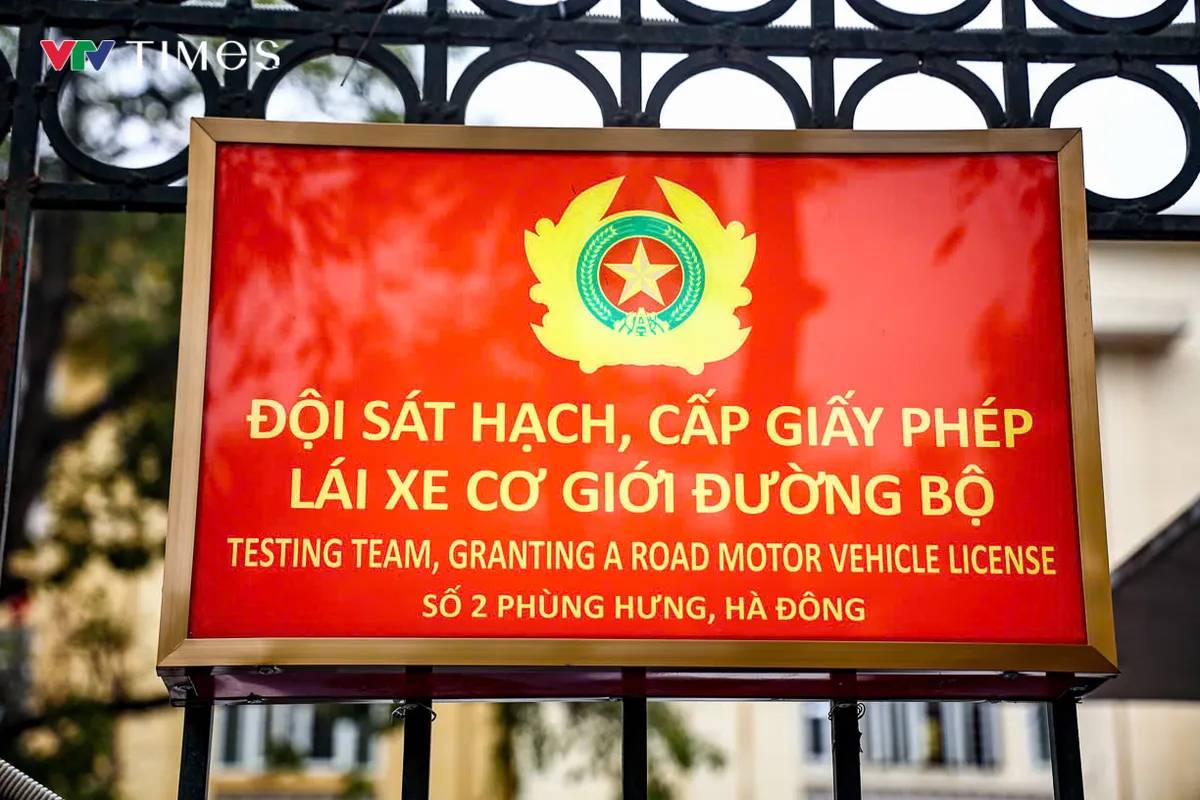 VTV TIMES
ĐỘI SÁT HẠCH, CẤP GIẤY PHÉP
LÁI XE CƠ GIỚI ĐƯỜNG BỘ
TESTING TEAM, GRANTING A ROAD MOTOR VEHICLE LICENSE
SỐ 2 PHÙNG HƯNG, HÀ ĐÔNG